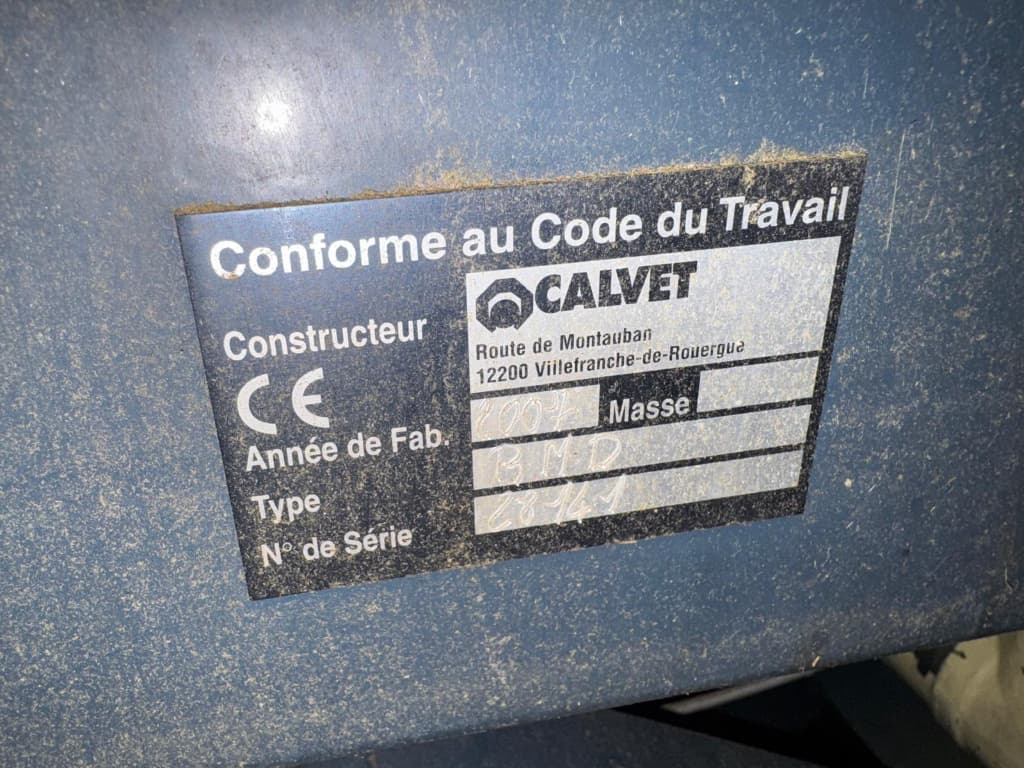 Conforme au Code du Travail
Constructeur
CALVET
Route de Montauban
12200 Villefranche-de-Rouergue
CE
Année de Fab. 2007 Masse
Type BMD
N° de Série 28141